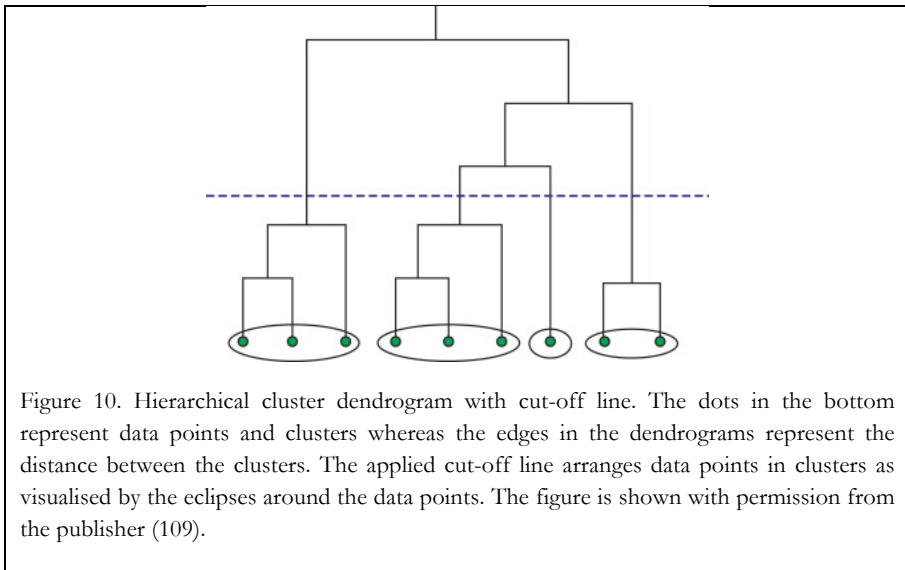 Figure 10. Hierarchical cluster dendrogram with cut-off line. The dots in the bottom
represent data points and clusters whereas the edges in the dendrograms represent the
distance between the clusters. The applied cut-off line arranges data points in clusters as
visualised by the eclipses around the data points. The figure is shown with permission from
the publisher (109).